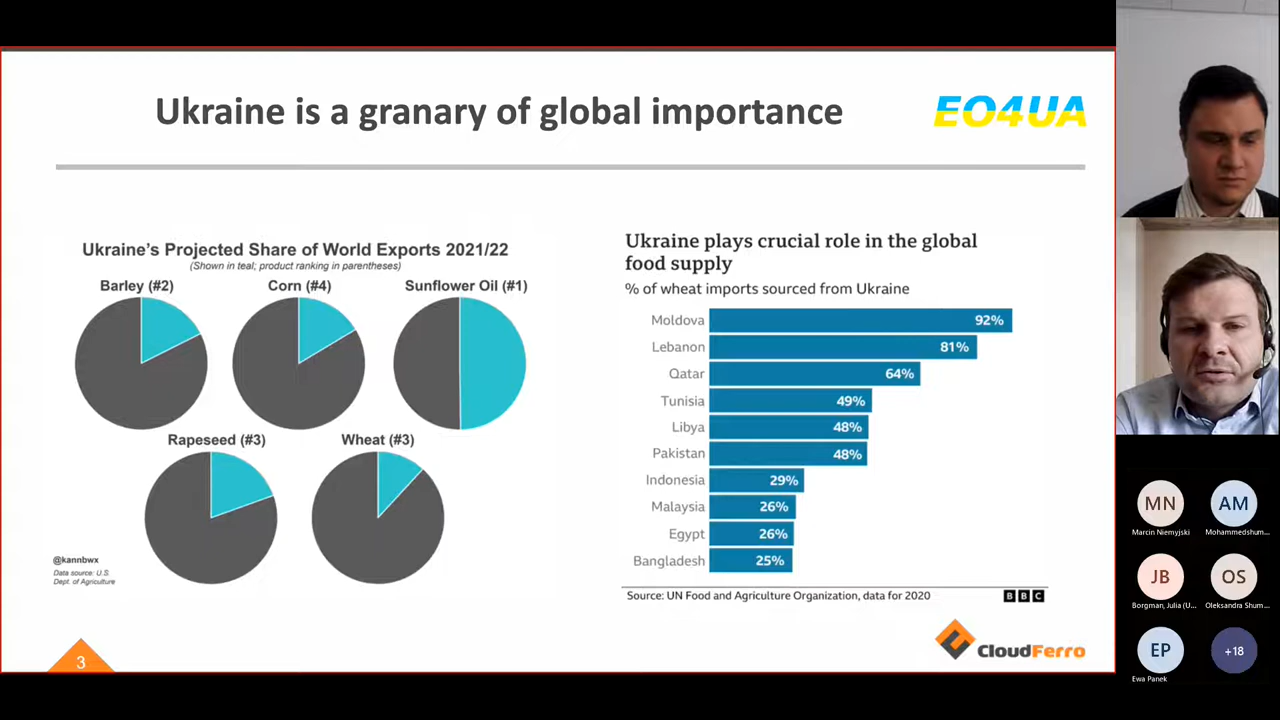 Ukraine is a granary of global importance
EO4UA
Ukraine's Projected Share of World Exports 2021/22
(Shown in teal; product ranking in parentheses)
Barley (#2)
Corn (#4)
Sunflower Oil (#1)
Rapeseed (#3)
Wheat (#3)
@kannbwx
Data source: U.S.
Dept. of Agriculture
Ukraine plays crucial role in the global
food supply
% of wheat imports sourced from Ukraine
Moldova 92%
Lebanon 81%
Qatar 64%
Tunisia 49%
Libya 48%
Pakistan 48%
Indonesia 29%
Malaysia 26%
Egypt 26%
Bangladesh 25%
Source: UN Food and Agriculture Organization, data for 2020
BBC
3
CloudFerro
MN
Marcin Niemyjski
AM
Mohammedshum...
JB
Borgman, Julia (U...
OS
Oleksandra Shum...
EP
Ewa Panek
+18